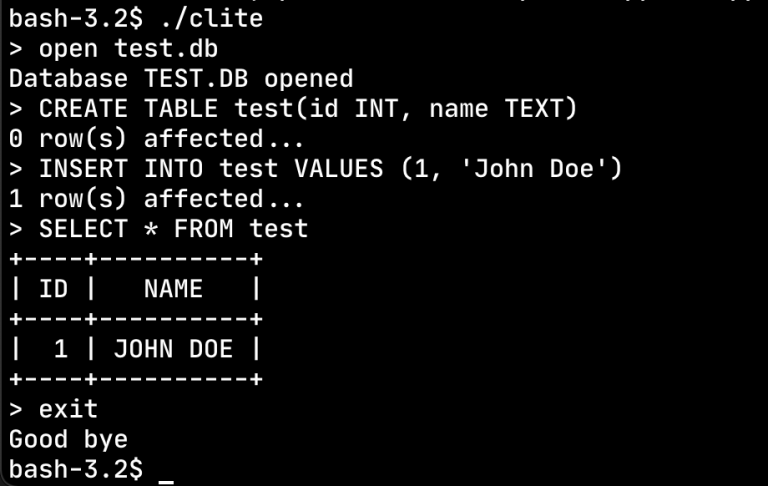 bash-3.2$ ./clite
> open test.db
Database TEST.DB opened
> CREATE TABLE test(id INT, name TEXT)
0 row(s) affected...
> INSERT INTO test VALUES (1, 'John Doe')
1 row(s) affected...
> SELECT * FROM test
+----+----------+
| ID |   NAME   |
+----+----------+
|  1 | JOHN DOE |
+----+----------+
> exit
Good bye
bash-3.2$ _